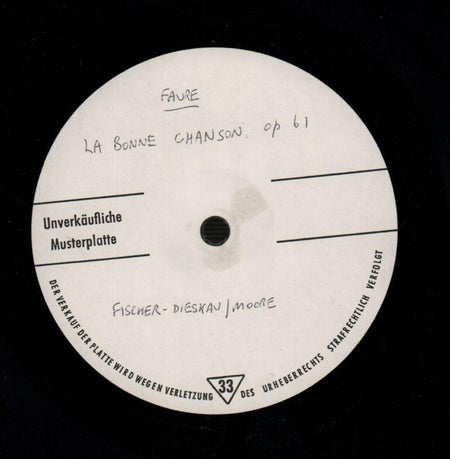 FAURE
LA BONNE CHANSON. op 61
Unverkäufliche
Musterplatte
FISCHER-DIESKAU/MOORE
DER VERKAUF DER PLATTE WIRD WEGEN VERLETZUNG 33 DES URHEBERRECHTS STRAFRECHTLICH VERFOLGT